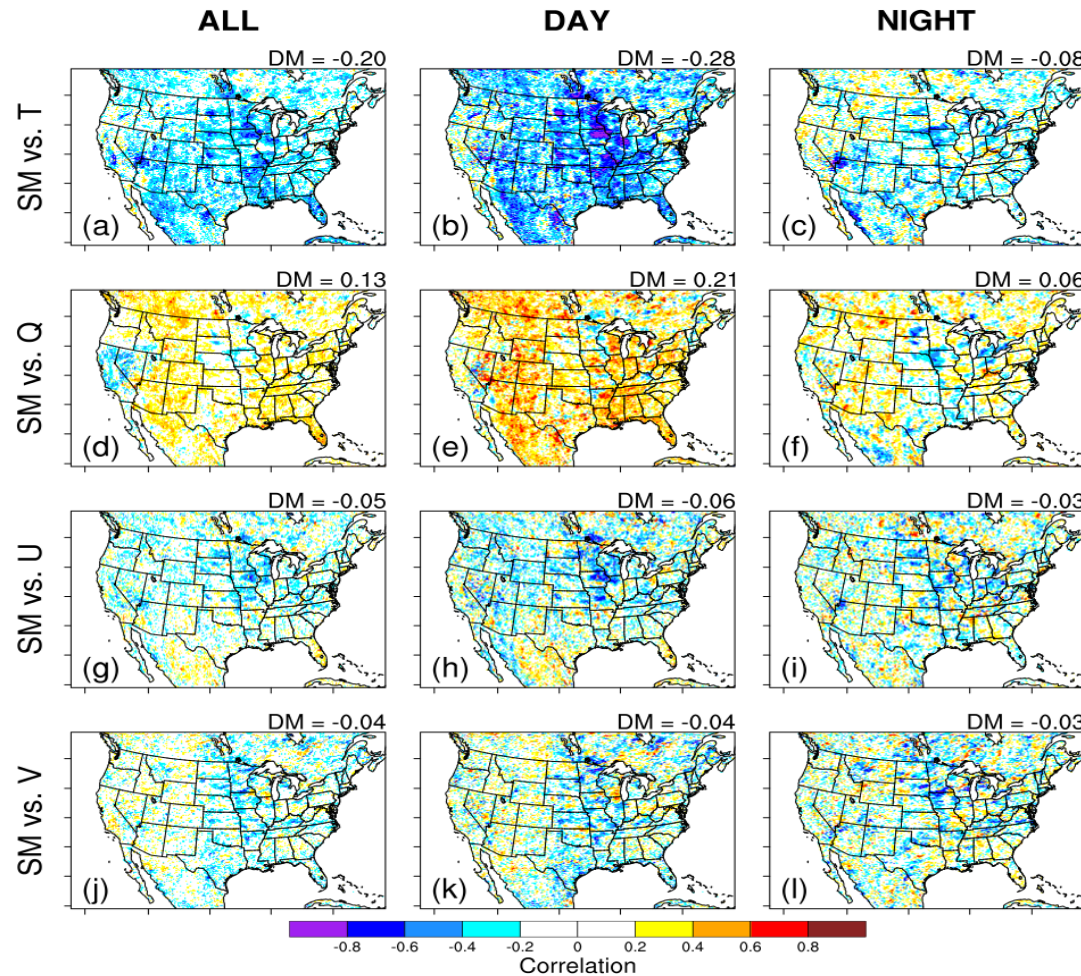 ALL DAY NIGHT
DM = -0.20 DM = -0.28 DM = -0.08
SM vs. T
(a) (b) (c)
DM = 0.13 DM = 0.21 DM = 0.06
SM vs. Q
(d) (e) (f)
DM = -0.05 DM = -0.06 DM = -0.03
SM vs. U
(g) (h) (i)
DM = -0.04 DM = -0.04 DM = -0.03
SM vs. V
(j) (k) (l)
-0.8 -0.6 -0.4 -0.2 0 0.2 0.4 0.6 0.8
Correlation